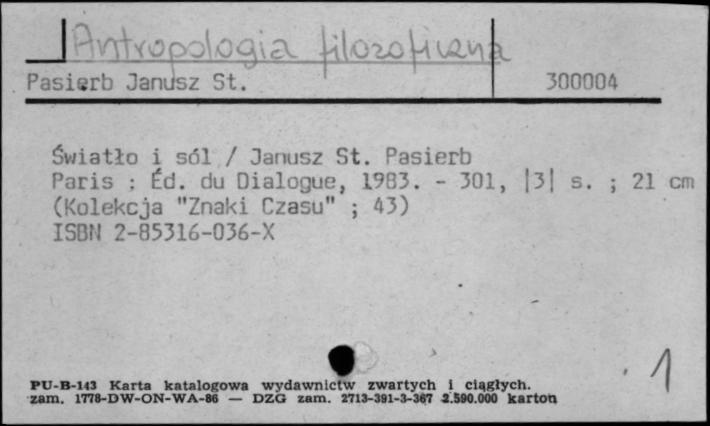 Antropologia filozoficzna
Pasierb Janusz St. 300004
Światło i sól / Janusz St. Pasierb
Paris : Éd. du Dialogue, 1983. - 301, |3| s. ; 21 cm
(Kolekcja "Znaki Czasu" ; 43)
ISBN 2-85316-036-X
1
PU-B-143 Karta katalogowa wydawnictw zwartych i ciągłych.
zam. 1778-DW-ON-WA-86 — DZG zam. 2713-391-3-367 2.590.000 karton